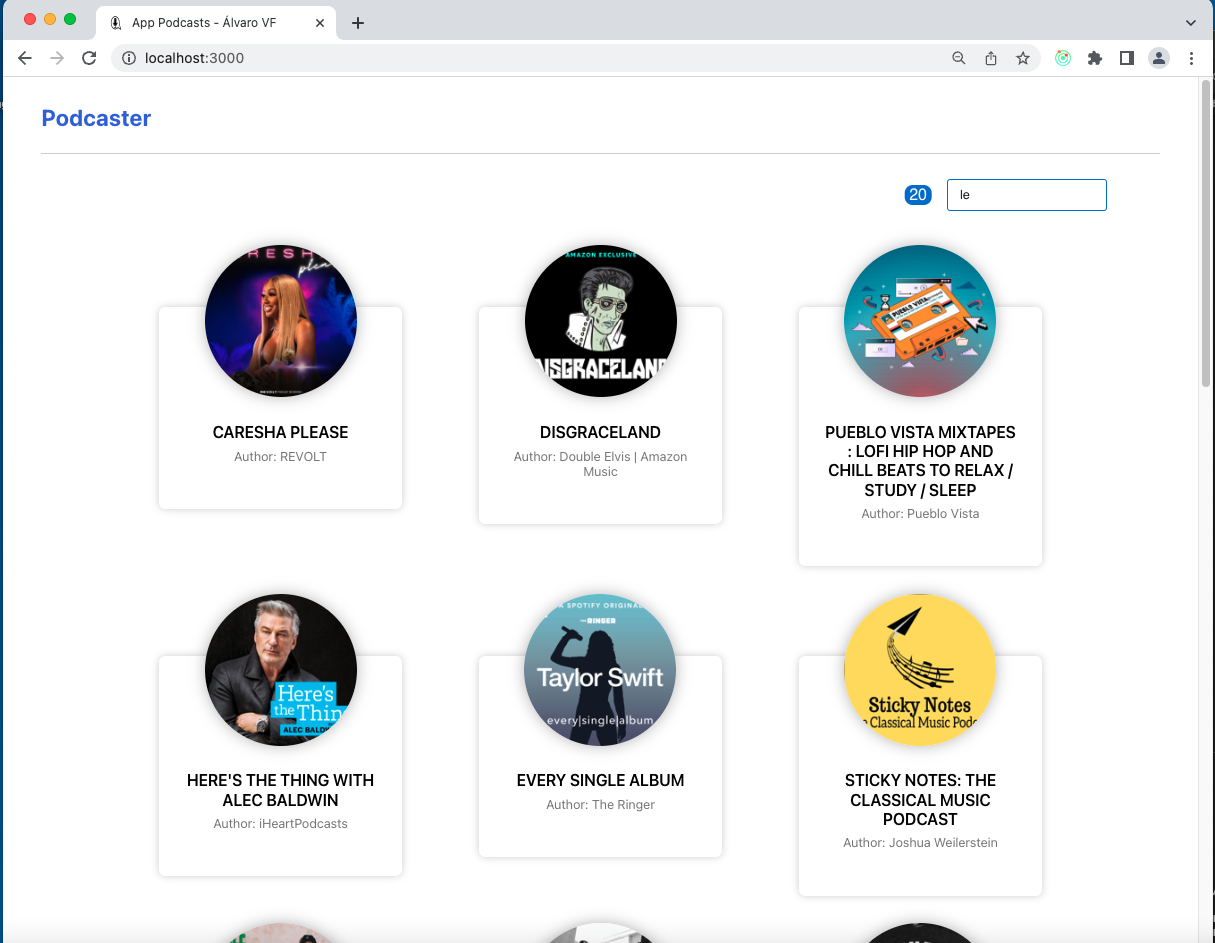 App Podcasts - Álvaro VF
localhost:3000
Podcaster
20
le
RESH
plea
AMAZON EXCLUSIVE
DISGRACELAND
PUEBLO VISTA
CARESHA PLEASE
Author: REVOLT
DISGRACELAND
Author: Double Elvis | Amazon
Music
PUEBLO VISTA MIXTAPES
: LOFI HIP HOP AND
CHILL BEATS TO RELAX /
STUDY / SLEEP
Author: Pueblo Vista
Here's
the Thin
ALEC BALDW
A SPOTIFY ORIGINAL
RINGER
Taylor Swift
every|single|album
Sticky Notes
Classical Music Podc
HERE'S THE THING WITH
ALEC BALDWIN
Author: iHeartPodcasts
EVERY SINGLE ALBUM
Author: The Ringer
STICKY NOTES: THE
CLASSICAL MUSIC
PODCAST
Author: Joshua Weilerstein